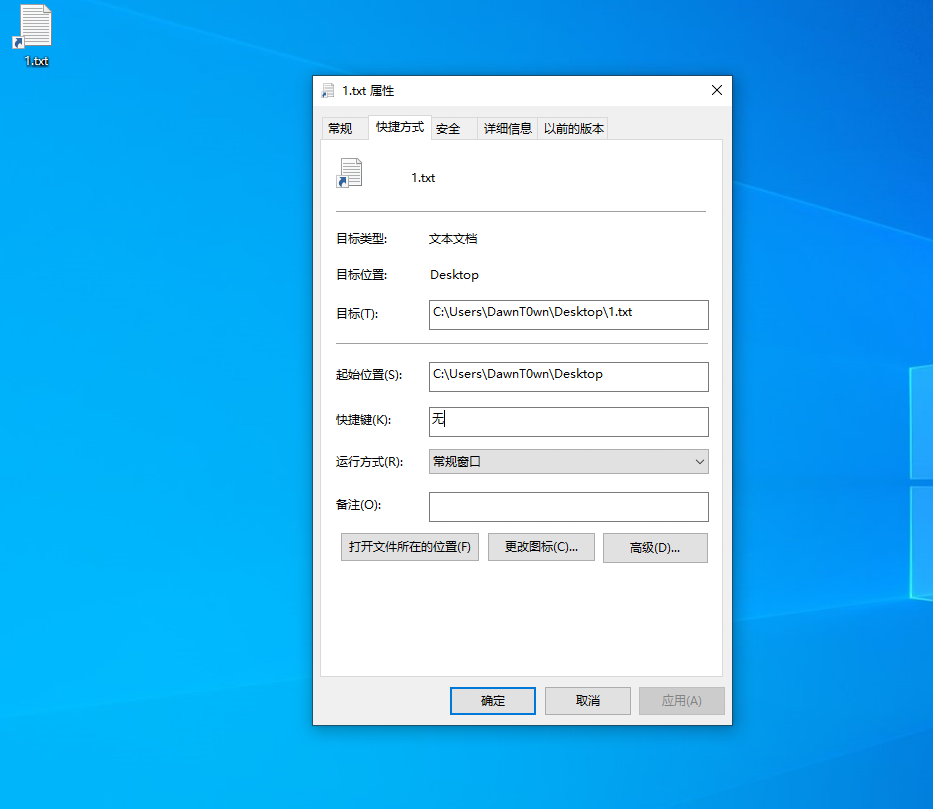 1.txt
1.txt 属性
常规 快捷方式 安全 详细信息 以前的版本
1.txt
目标类型: 文本文档
目标位置: Desktop
目标(T): C:\Users\DawnT0wn\Desktop\1.txt
起始位置(S): C:\Users\DawnT0wn\Desktop
快捷键(K): 无
运行方式(R): 常规窗口
备注(O):
打开文件所在的位置(F) 更改图标(C)... 高级(D)...
确定 取消 应用(A)